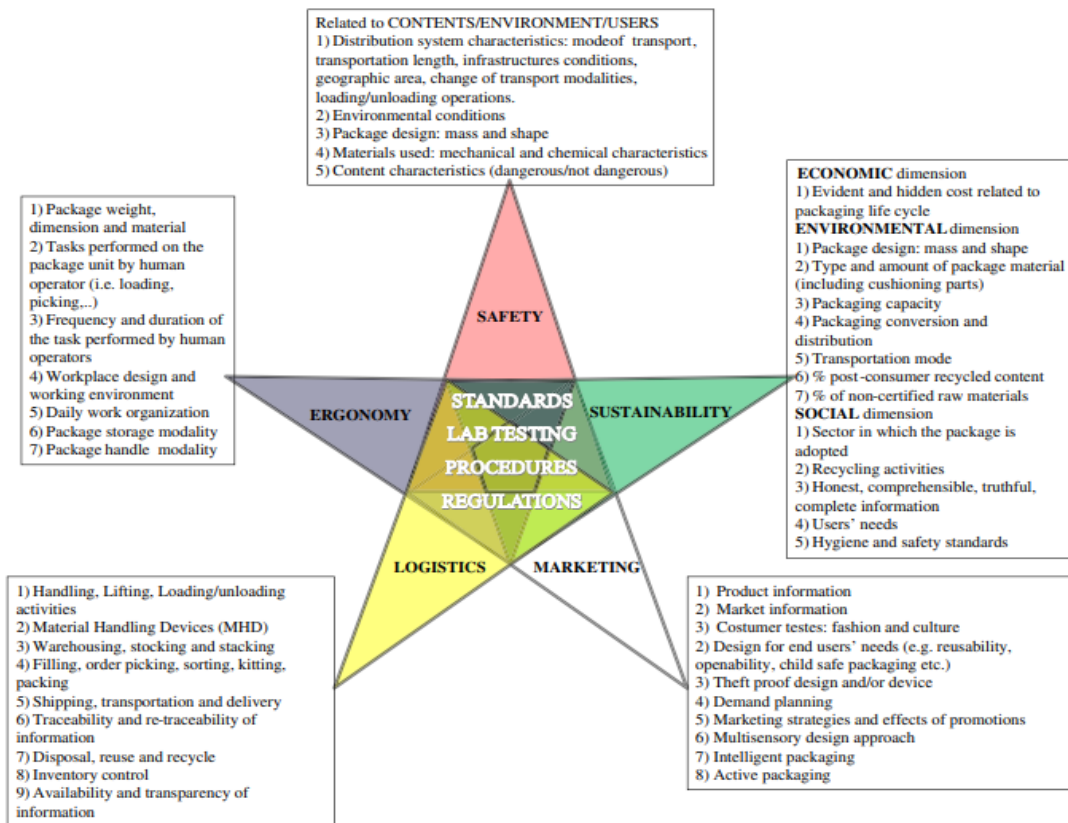 Related to CONTENTS/ENVIRONMENT/USERS
1) Distribution system characteristics: modeof transport,
transportation length, infrastructures conditions,
geographic area, change of transport modalities,
loading/unloading operations.
2) Environmental conditions
3) Package design: mass and shape
4) Materials used: mechanical and chemical characteristics
5) Content characteristics (dangerous/not dangerous)
1) Package weight,
dimension and material
2) Tasks performed on the
package unit by human
operator (i.e. loading,
picking,..)
3) Frequency and duration of
the task performed by human
operators
4) Workplace design and
working environment
5) Daily work organization
6) Package storage modality
7) Package handle modality
ECONOMIC dimension
1) Evident and hidden cost related to
packaging life cycle
ENVIRONMENTAL dimension
1) Package design: mass and shape
2) Type and amount of package material
(including cushioning parts)
3) Packaging capacity
4) Packaging conversion and
distribution
5) Transportation mode
6) % post-consumer recycled content
7) % of non-certified raw materials
SOCIAL dimension
1) Sector in which the package is
adopted
2) Recycling activities
3) Honest, comprehensible, truthful,
complete information
4) Users' needs
5) Hygiene and safety standards
SAFETY
ERGONOMY
SUSTAINABILITY
STANDARDS
LAB TESTING
PROCEDURES
REGULATIONS
LOGISTICS
MARKETING
1) Handling, Lifting, Loading/unloading
activities
2) Material Handling Devices (MHD)
3) Warehousing, stocking and stacking
4) Filling, order picking, sorting, kitting,
packing
5) Shipping, transportation and delivery
6) Traceability and re-traceability of
information
7) Disposal, reuse and recycle
8) Inventory control
9) Availability and transparency of
information
1) Product information
2) Market information
3) Costumer testes: fashion and culture
2) Design for end users' needs (e.g. reusability,
openability, child safe packaging etc.)
3) Theft proof design and/or device
4) Demand planning
5) Marketing strategies and effects of promotions
6) Multisensory design approach
7) Intelligent packaging
8) Active packaging